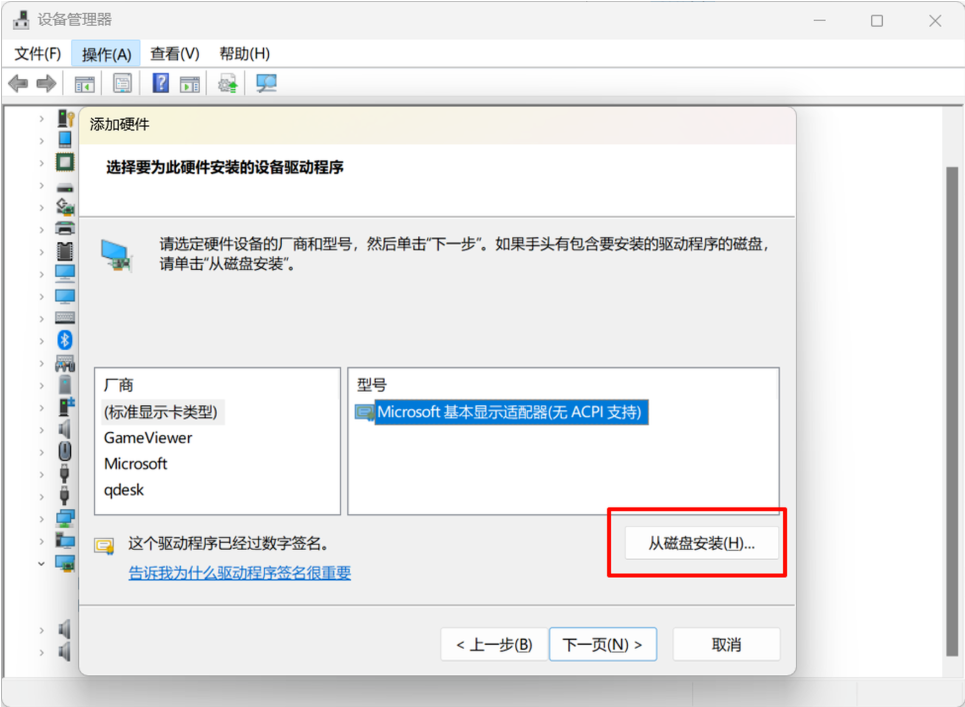 设备管理器
文件(F) 操作(A) 查看(V) 帮助(H)
添加硬件
选择要为此硬件安装的设备驱动程序
请选定硬件设备的厂商和型号，然后单击“下一步”。如果手头有包含要安装的驱动程序的磁盘，
请单击“从磁盘安装”。
厂商
(标准显示卡类型)
GameViewer
Microsoft
qdesk
型号
Microsoft 基本显示适配器(无 ACPI 支持)
这个驱动程序已经过数字签名。
告诉我为什么驱动程序签名很重要
从磁盘安装(H)...
< 上一步(B) 下一页(N) > 取消